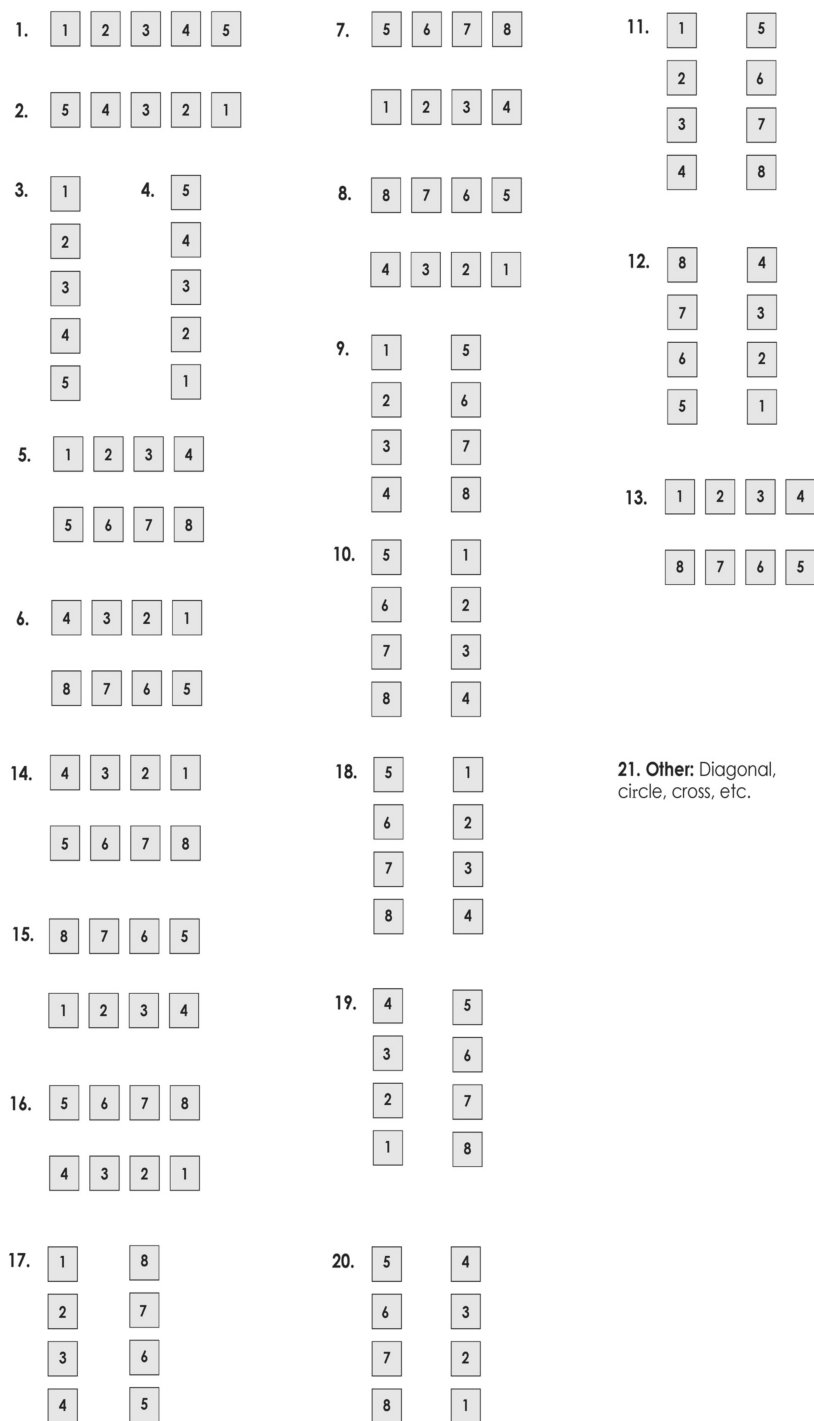 1. 1 2 3 4 5
2. 5 4 3 2 1
3. 1
2
3
4
5
4. 5
4
3
2
1
5. 1 2 3 4
5 6 7 8
6. 4 3 2 1
8 7 6 5
7. 5 6 7 8
1 2 3 4
8. 8 7 6 5
4 3 2 1
9. 1 5
2 6
3 7
4 8
10. 5 1
6 2
7 3
8 4
11. 1 5
2 6
3 7
4 8
12. 8 4
7 3
6 2
5 1
13. 1 2 3 4
8 7 6 5
14. 4 3 2 1
5 6 7 8
15. 8 7 6 5
1 2 3 4
16. 5 6 7 8
4 3 2 1
17. 1 8
2 7
3 6
4 5
18. 5 1
6 2
7 3
8 4
19. 4 5
3 6
2 7
1 8
20. 5 4
6 3
7 2
8 1
21. Other: Diagonal,
circle, cross, etc.